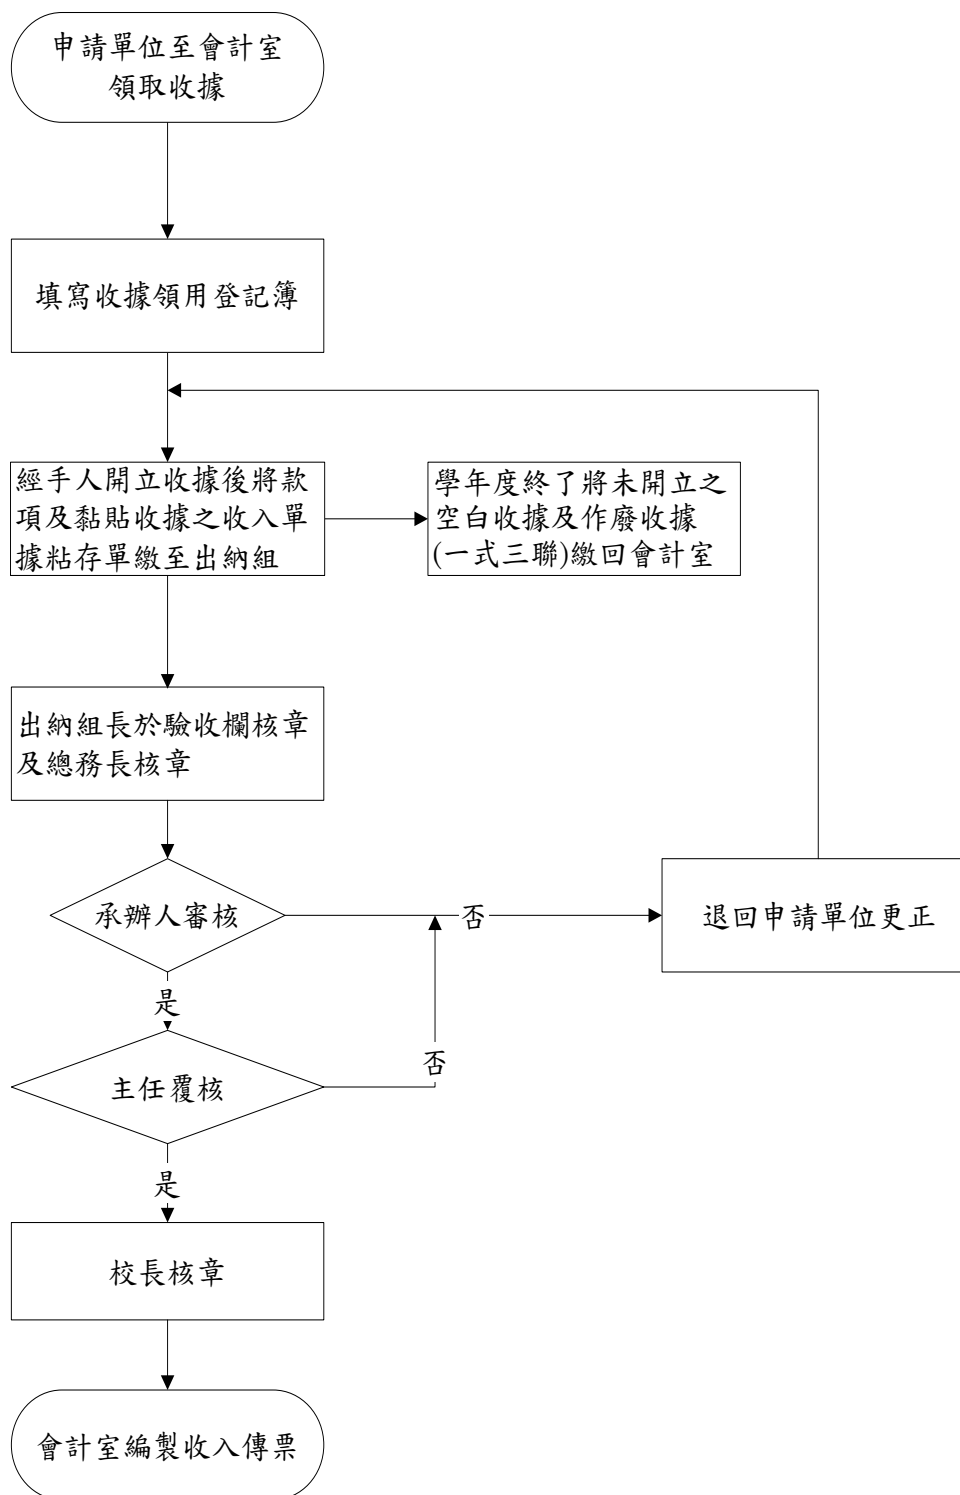 申請單位至會計室
領取收據
填寫收據領用登記簿
經手人開立收據後將款
項及黏貼收據之收入單
據粘存單繳至出納組
學年度終了將未開立之
空白收據及作廢收據
(一式三聯)繳回會計室
出納組長於驗收欄核章
及總務長核章
承辦人審核
否
退回申請單位更正
是
否
主任覆核
是
校長核章
會計室編製收入傳票